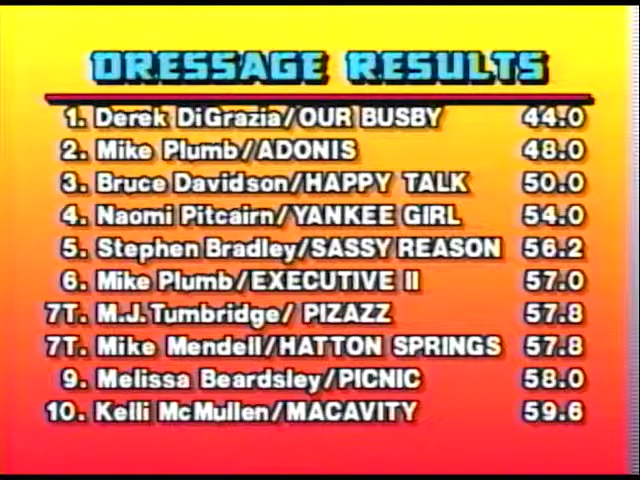 DRESSAGE RESULTS
1. Derek DiGrazia/OUR BUSBY 44.0
2. Mike Plumb/ADONIS 48.0
3. Bruce Davidson/HAPPY TALK 50.0
4. Naomi Pitcairn/YANKEE GIRL 54.0
5. Stephen Bradley/SASSY REASON 56.2
6. Mike Plumb/EXECUTIVE II 57.0
7T. M.J. Tumbridge/ PIZAZZ 57.8
7T. Mike Mendell/HATTON SPRINGS 57.8
9. Melissa Beardsley/PICNIC 58.0
10. Kelli McMullen/MACAVITY 59.6